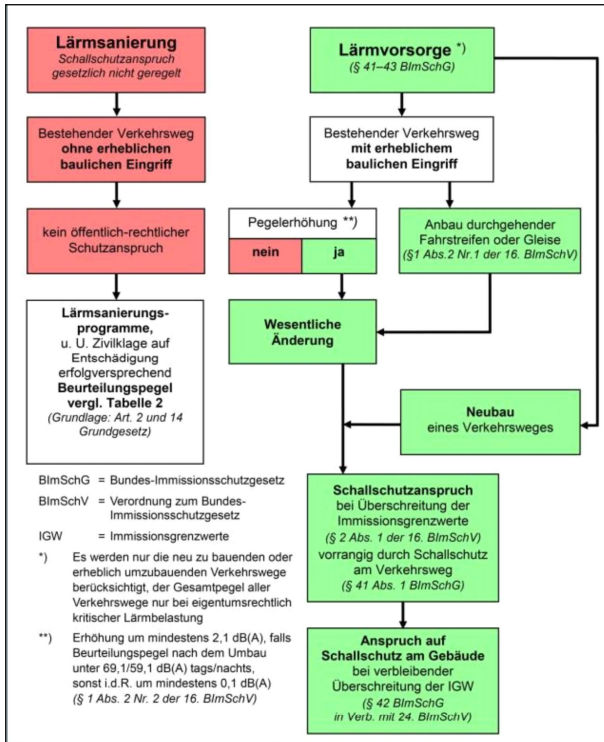 Lärmsanierung
Schallschutzanspruch
gesetzlich nicht geregelt
Bestehender Verkehrsweg
ohne erheblichen
baulichen Eingriff
kein öffentlich-rechtlicher
Schutzanspruch
Lärmsanierungs-
programme,
u. U. Zivilklage auf
Entschädigung
erfolgversprechend
Beurteilungspegel
vergl. Tabelle 2
(Grundlage: Art. 2 und 14
Grundgesetz)
Lärmvorsorge *)
(§ 41–43 BImSchG)
Bestehender Verkehrsweg
mit erheblichem
baulichen Eingriff
Pegelerhöhung **)
nein ja
Anbau durchgehender
Fahrstreifen oder Gleise
(§1 Abs.2 Nr.1 der 16. BImSchV)
Wesentliche
Änderung
Neubau
eines Verkehrsweges
Schallschutzanspruch
bei Überschreitung der
Immissionsgrenzwerte
(§ 2 Abs. 1 der 16. BImSchV)
vorrangig durch Schallschutz
am Verkehrsweg
(§ 41 Abs. 1 BImSchG)
Anspruch auf
Schallschutz am Gebäude
bei verbleibender
Überschreitung der IGW
(§ 42 BImSchG
in Verb. mit 24. BImSchV)
BImSchG = Bundes-Immissionsschutzgesetz
BImSchV = Verordnung zum Bundes-
Immissionsschutzgesetz
IGW = Immissionsgrenzwerte
*) Es werden nur die neu zu bauenden oder
erheblich umzubauenden Verkehrswege
berücksichtigt, der Gesamtpegel aller
Verkehrswege nur bei eigentumsrechtlich
kritischer Lärmbelastung
**) Erhöhung um mindestens 2,1 dB(A), falls
Beurteilungspegel nach dem Umbau
unter 69,1/59,1 dB(A) tags/nachts,
sonst i.d.R. um mindestens 0,1 dB(A)
(§ 1 Abs. 2 Nr. 2 der 16. BImSchV)